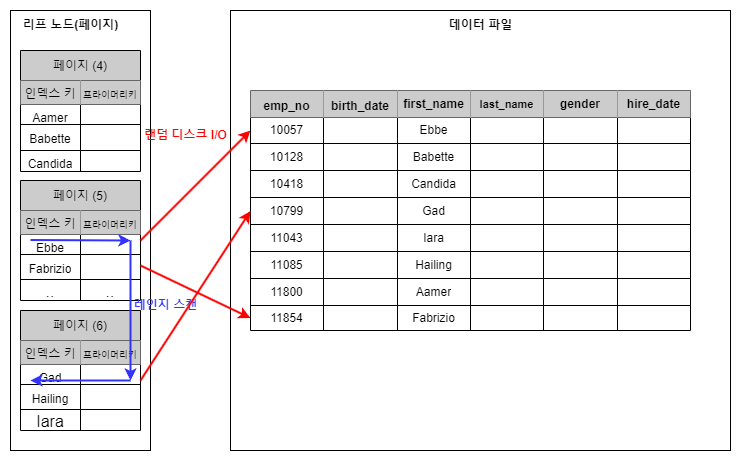 리프 노드(페이지)
페이지 (4)
인덱스 키 프라이머리키
Aamer
Babette
Candida
페이지 (5)
인덱스 키 프라이머리키
Ebbe
Fabrizio
.. ..
페이지 (6)
인덱스 키 프라이머리키
Gad
Hailing
Iara
랜덤 디스크 I/O
레인지 스캔
데이터 파일
emp_no birth_date first_name last_name gender hire_date
10057 Ebbe
10128 Babette
10418 Candida
10799 Gad
11043 Iara
11085 Hailing
11800 Aamer
11854 Fabrizio